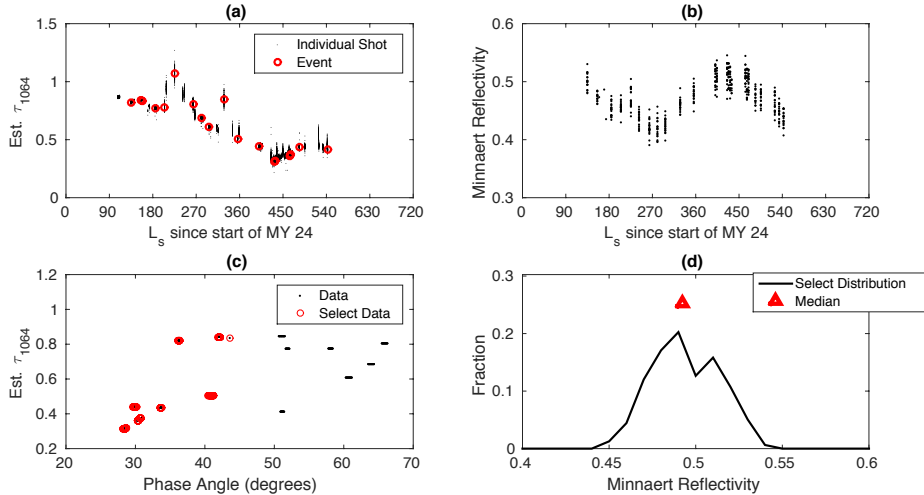 (a)
Est. τ1064
1.5
1
0.5
0
0 90 180 270 360 450 540 630 720
Ls since start of MY 24
Individual Shot
Event
(b)
Minnaert Reflectivity
0.6
0.5
0.4
0.3
0 90 180 270 360 450 540 630 720
Ls since start of MY 24
(c)
Est. τ1064
1.2
1
0.8
0.6
0.4
0.2
20 30 40 50 60 70
Phase Angle (degrees)
Data
Select Data
(d)
Fraction
0.3
0.2
0.1
0
0.4 0.45 0.5 0.55 0.6
Minnaert Reflectivity
Select Distribution
Median